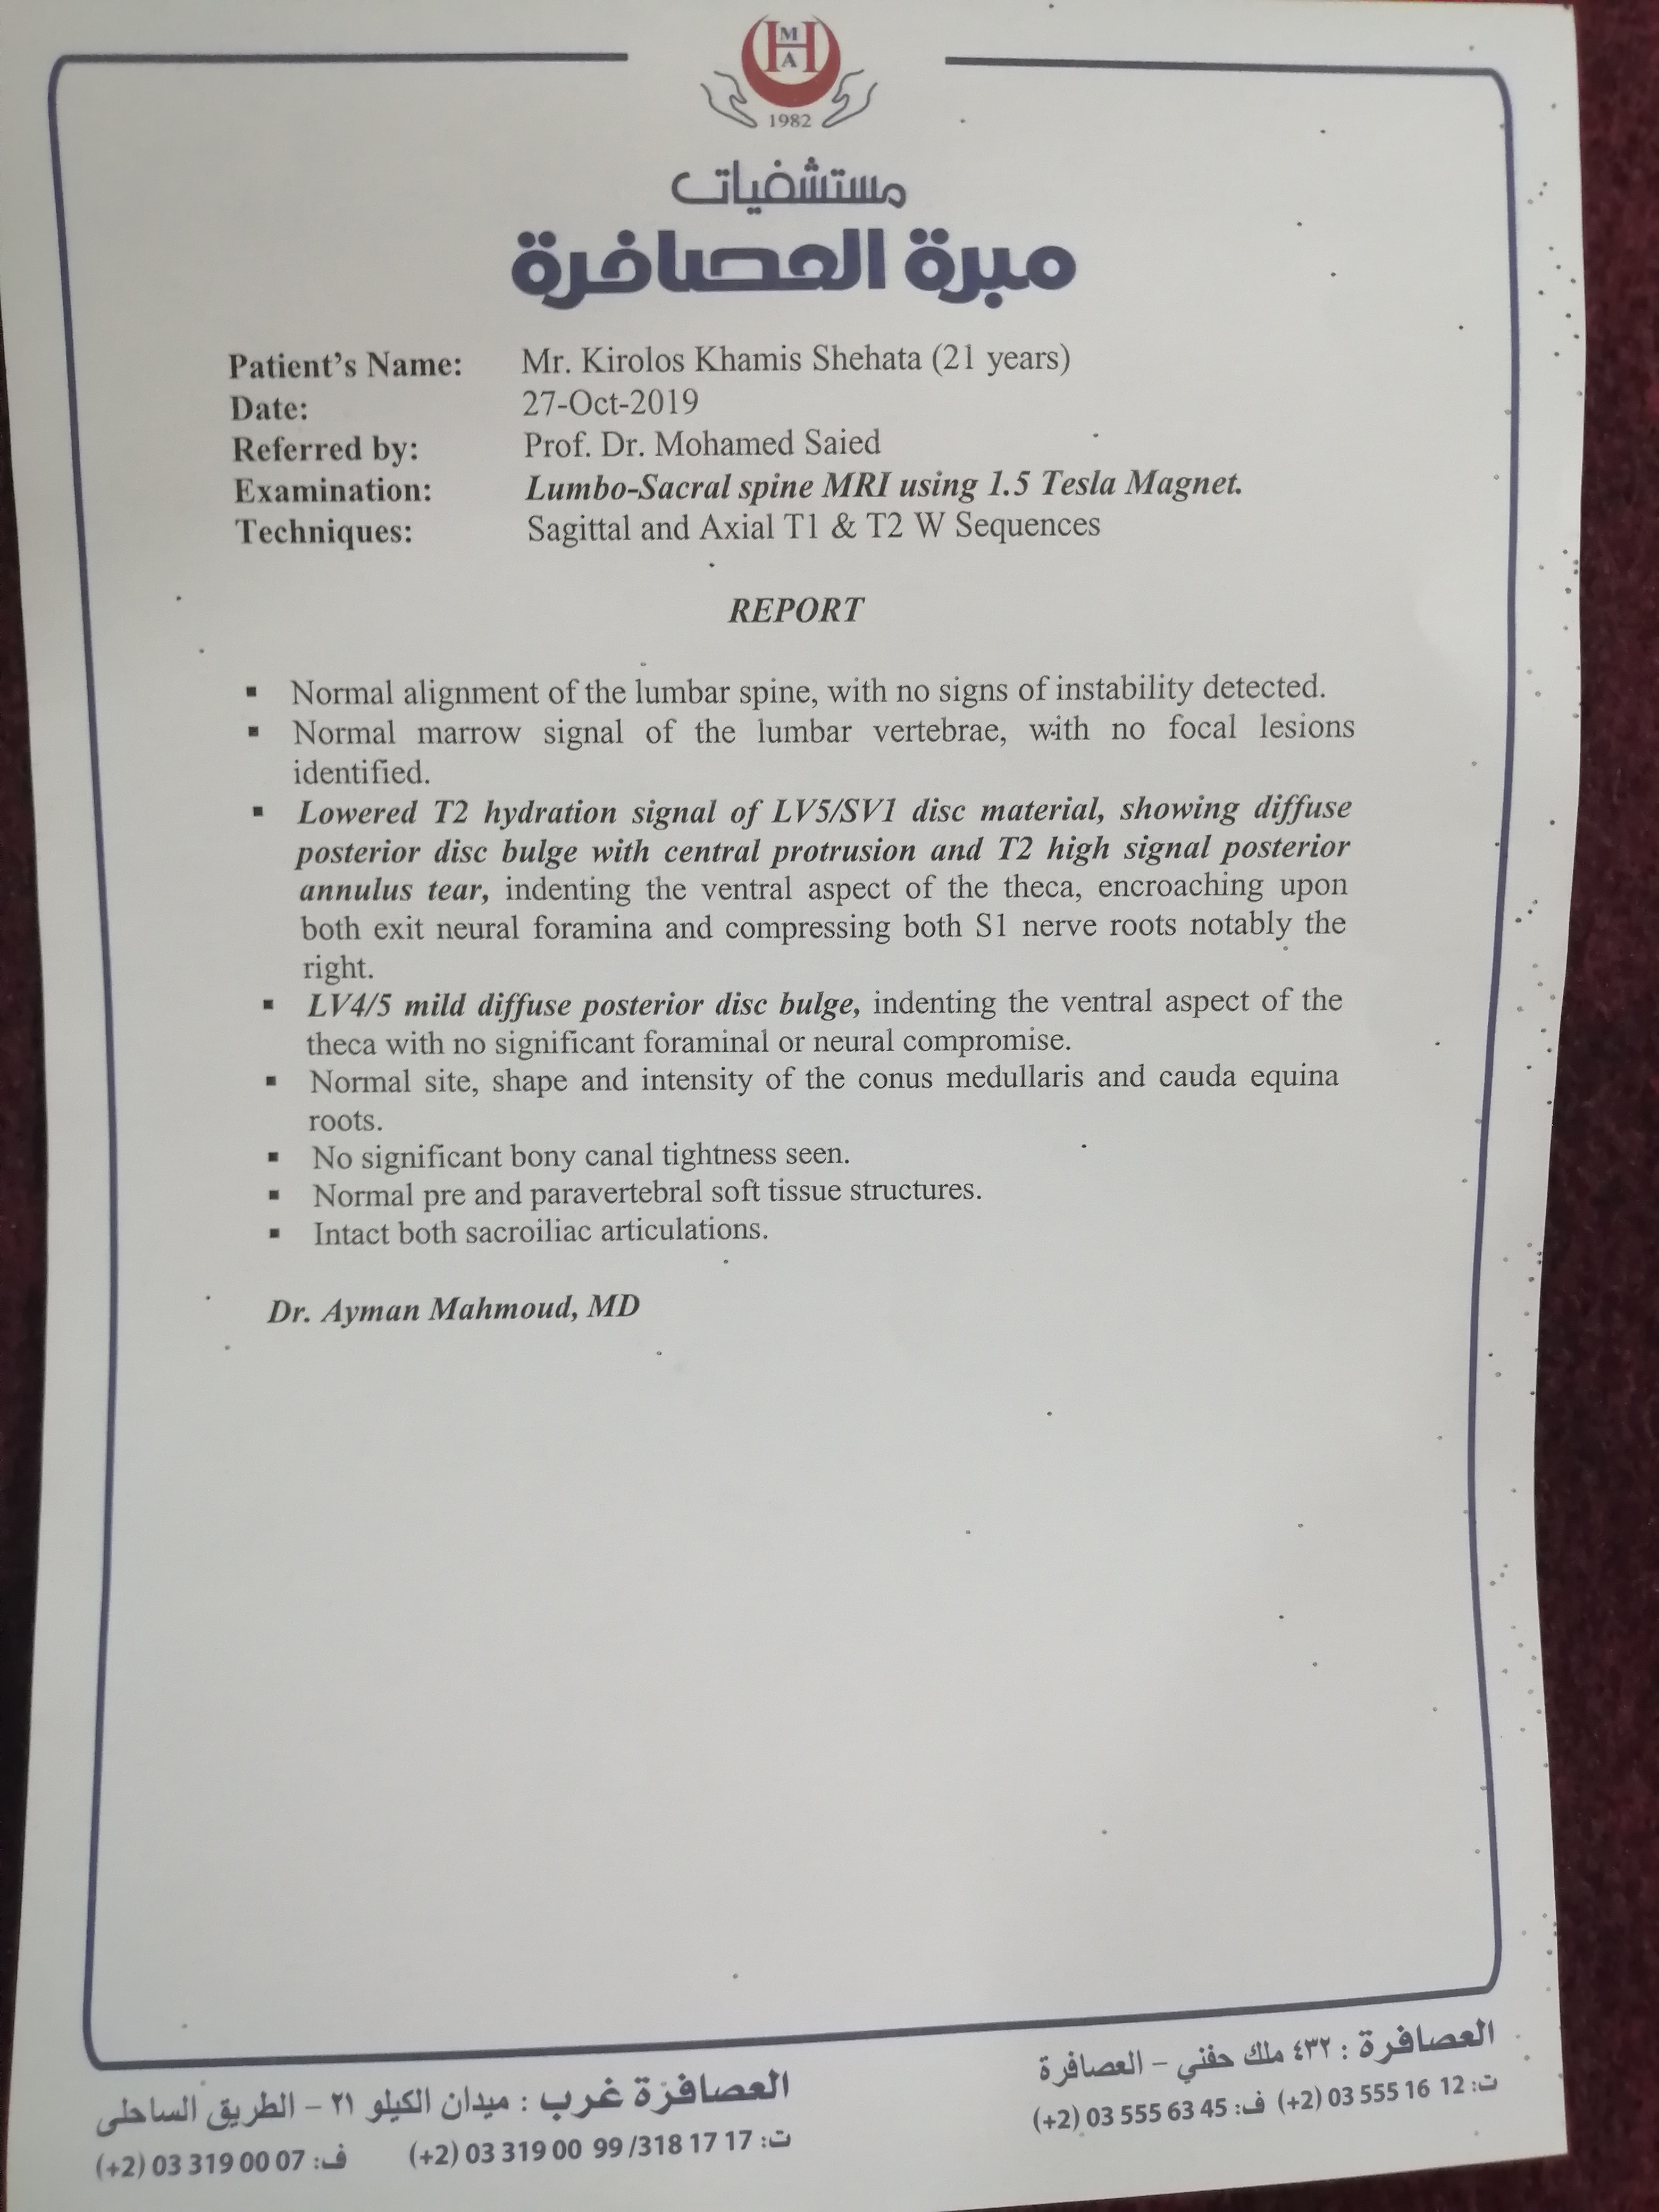 H
M
A
1982
مستشفيات
مبرة العصافرة
Patient's Name: Mr. Kirolos Khamis Shehata (21 years)
Date: 27-Oct-2019
Referred by: Prof. Dr. Mohamed Saied
Examination: Lumbo-Sacral spine MRI using 1.5 Tesla Magnet.
Techniques: Sagittal and Axial T1 & T2 W Sequences
REPORT
▪ Normal alignment of the lumbar spine, with no signs of instability detected.
▪ Normal marrow signal of the lumbar vertebrae, with no focal lesions
identified.
▪ Lowered T2 hydration signal of LV5/SV1 disc material, showing diffuse
posterior disc bulge with central protrusion and T2 high signal posterior
annulus tear, indenting the ventral aspect of the theca, encroaching upon
both exit neural foramina and compressing both S1 nerve roots notably the
right.
▪ LV4/5 mild diffuse posterior disc bulge, indenting the ventral aspect of the
theca with no significant foraminal or neural compromise.
▪ Normal site, shape and intensity of the conus medullaris and cauda equina
roots.
▪ No significant bony canal tightness seen.
▪ Normal pre and paravertebral soft tissue structures.
▪ Intact both sacroiliac articulations.
Dr. Ayman Mahmoud, MD
العصافرة : ٤٣٢ ملك حفني – العصافرة
ت: 12 16 555 03 (2+) ف: 45 63 555 03 (2+)
العصافرة غرب : ميدان الكيلو ٢١ – الطريق الساحلى
ت: 17 17 318/ 99 00 319 03 (2+) ف: 07 00 319 03 (2+)